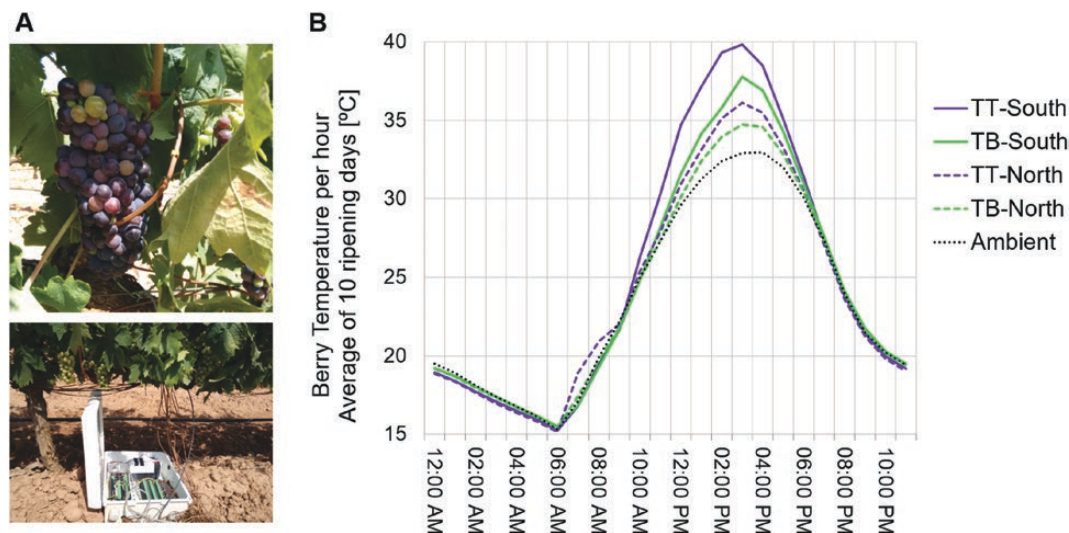 A
B
Berry Temperature per hour
Average of 10 ripening days [ºC]
40
35
30
25
20
15
12:00 AM
02:00 AM
04:00 AM
06:00 AM
08:00 AM
10:00 AM
12:00 PM
02:00 PM
04:00 PM
06:00 PM
08:00 PM
10:00 PM
TT-South
TB-South
TT-North
TB-North
Ambient